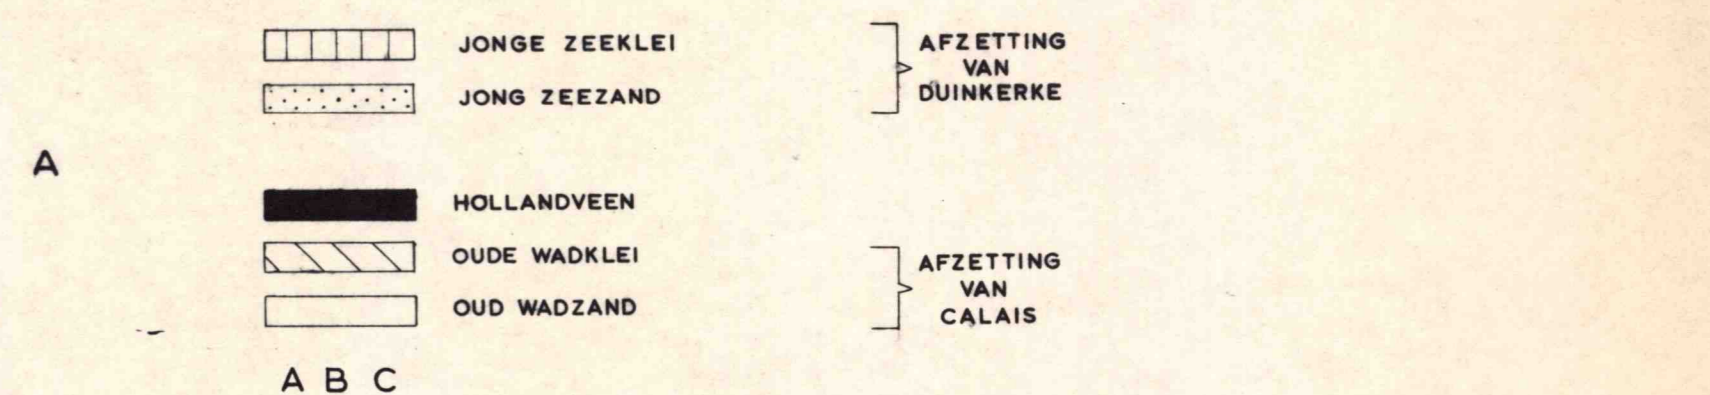 JONGE ZEEKLEI
JONG ZEEZAND
AFZETTING
VAN
DUINKERKE
A
HOLLANDVEEN
OUDE WADKLEI
OUD WADZAND
AFZETTING
VAN
CALAIS
A B C